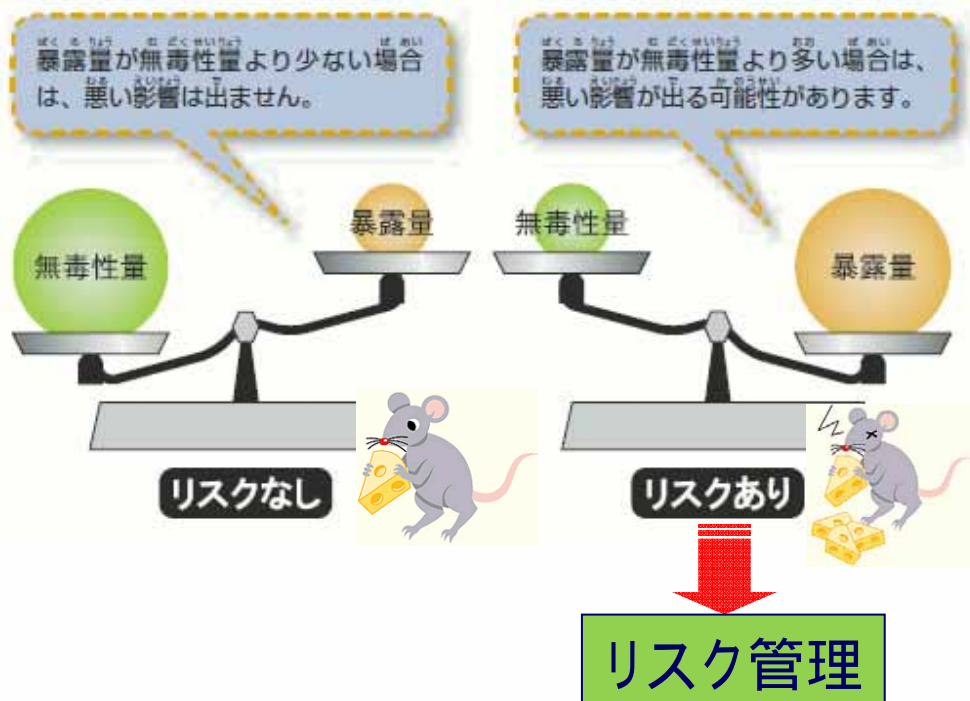 暴露量が無毒性量より少ない場合
は、悪い影響は出ません。
暴露量が無毒性量より多い場合は、
悪い影響が出る可能性があります。
無毒性量
暴露量
無毒性量
暴露量
リスクなし
リスクあり
リスク管理